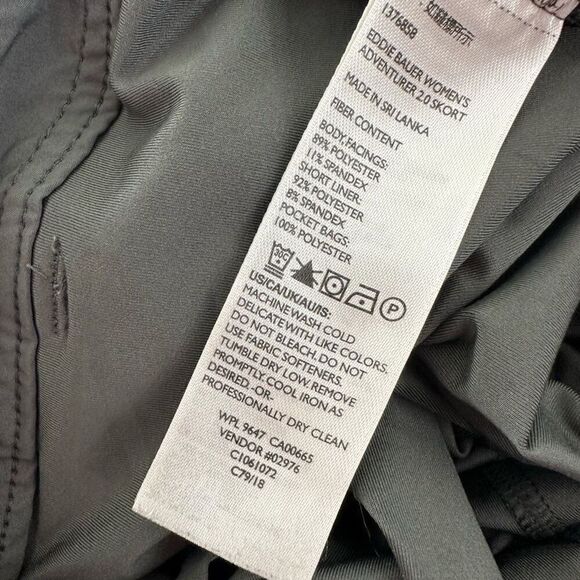 1376858
EDDIE BAUER WOMEN'S
ADVENTURER 2.0 SKORT
MADE IN SRI LANKA
FIBER CONTENT
BODY, FACINGS:
89% POLYESTER
11% SPANDEX
SHORT LINER:
92% POLYESTER
8% SPANDEX
POCKET BAGS:
100% POLYESTER
30C P
US/CA/UK/AU/IS:
MACHINE WASH COLD
DELICATE WITH LIKE COLORS.
DO NOT BLEACH. DO NOT
USE FABRIC SOFTENERS.
TUMBLE DRY LOW. REMOVE
PROMPTLY. COOL IRON AS
DESIRED. -OR-
PROFESSIONALLY DRY CLEAN
WPL 9647 CA00665
VENDOR #02976
C1061072
C79/18